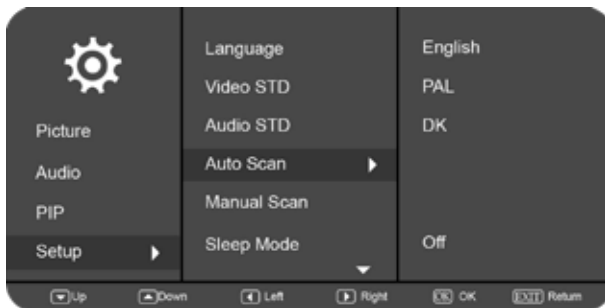 Language English
Video STD PAL
Picture Audio STD DK
Audio Auto Scan
PIP Manual Scan
Setup Sleep Mode Off
Up Down Left Right OK OK EXIT Return